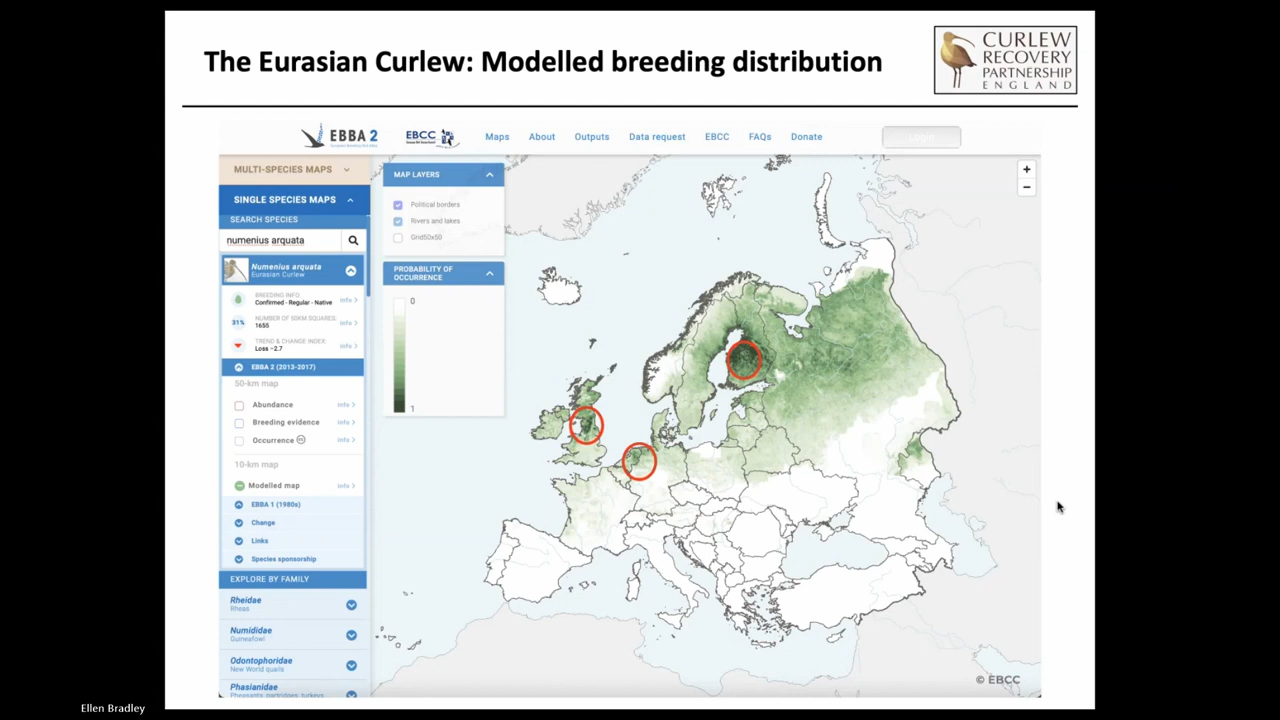 The Eurasian Curlew: Modelled breeding distribution
CURLEW
RECOVERY
PARTNERSHIP
ENGLAND
EBBA 2
EBCC
Maps
About
Outputs
Data request
EBCC
FAQs
Donate
MULTI-SPECIES MAPS
SINGLE SPECIES MAPS
SEARCH SPECIES
numenius arquata
Numenius arquata
Eurasian Curlew
BREEDING INFO:
Confirmed - Regular - Native
info >
31%
NUMBER OF 50KM SQUARES:
1655
info >
TREND & CHANGE INDEX:
Loss -2.7
info >
EBBA 2 (2013-2017)
50-km map
Abundance
info >
Breeding evidence
info >
Occurrence
info >
10-km map
Modelled map
info >
EBBA 1 (1980s)
Change
Links
Species sponsorship
EXPLORE BY FAMILY
Rheidae
Rheas
Numididae
Guineafowl
Odontophoridae
New World quails
Phasianidae
Pheasants, partridges, turkeys,
MAP LAYERS
Political borders
Rivers and lakes
Grid50x50
PROBABILITY OF
OCCURRENCE
0
1
+
−
© EBCC
Ellen Bradley